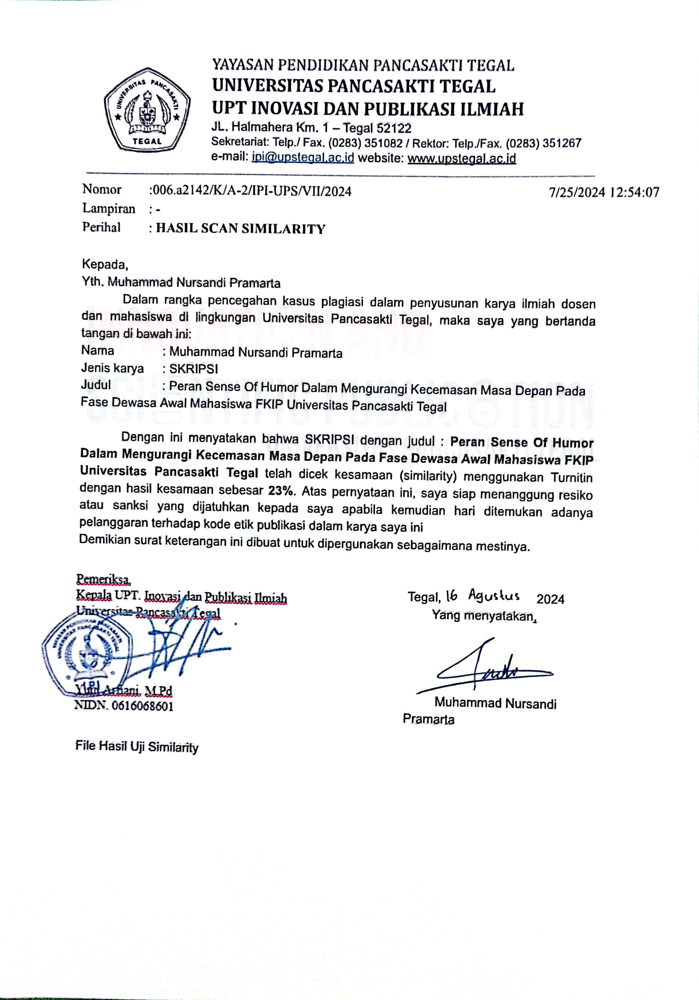 YAYASAN PENDIDIKAN PANCASAKTI TEGAL
UNIVERSITAS PANCASAKTI TEGAL
UPT INOVASI DAN PUBLIKASI ILMIAH
JL. Halmahera Km. 1 – Tegal 52122
Sekretariat: Telp./ Fax. (0283) 351082 / Rektor: Telp./Fax. (0283) 351267
e-mail: ipi@upstegal.ac.id website: www.upstegal.ac.id
UNIVERSITAS PANCASAKTI
TEGAL
Nomor :006.a2142/K/A-2/IPI-UPS/VII/2024 7/25/2024 12:54:07
Lampiran : -
Perihal : HASIL SCAN SIMILARITY
Kepada,
Yth. Muhammad Nursandi Pramarta
Dalam rangka pencegahan kasus plagiasi dalam penyusunan karya ilmiah dosen
dan mahasiswa di lingkungan Universitas Pancasakti Tegal, maka saya yang bertanda
tangan di bawah ini:
Nama : Muhammad Nursandi Pramarta
Jenis karya : SKRIPSI
Judul : Peran Sense Of Humor Dalam Mengurangi Kecemasan Masa Depan Pada
Fase Dewasa Awal Mahasiswa FKIP Universitas Pancasakti Tegal
Dengan ini menyatakan bahwa SKRIPSI dengan judul : Peran Sense Of Humor
Dalam Mengurangi Kecemasan Masa Depan Pada Fase Dewasa Awal Mahasiswa FKIP
Universitas Pancasakti Tegal telah dicek kesamaan (similarity) menggunakan Turnitin
dengan hasil kesamaan sebesar 23%. Atas pernyataan ini, saya siap menanggung resiko
atau sanksi yang dijatuhkan kepada saya apabila kemudian hari ditemukan adanya
pelanggaran terhadap kode etik publikasi dalam karya saya ini
Demikian surat keterangan ini dibuat untuk dipergunakan sebagaimana mestinya.
Pemeriksa,
Kepala UPT. Inovasi dan Publikasi Ilmiah
Universitas Pancasakti Tegal
IPI
M.Pd
NIDN. 0616068601
Tegal, 16 Agustus 2024
Yang menyatakan,
Muhammad Nursandi
Pramarta
File Hasil Uji Similarity